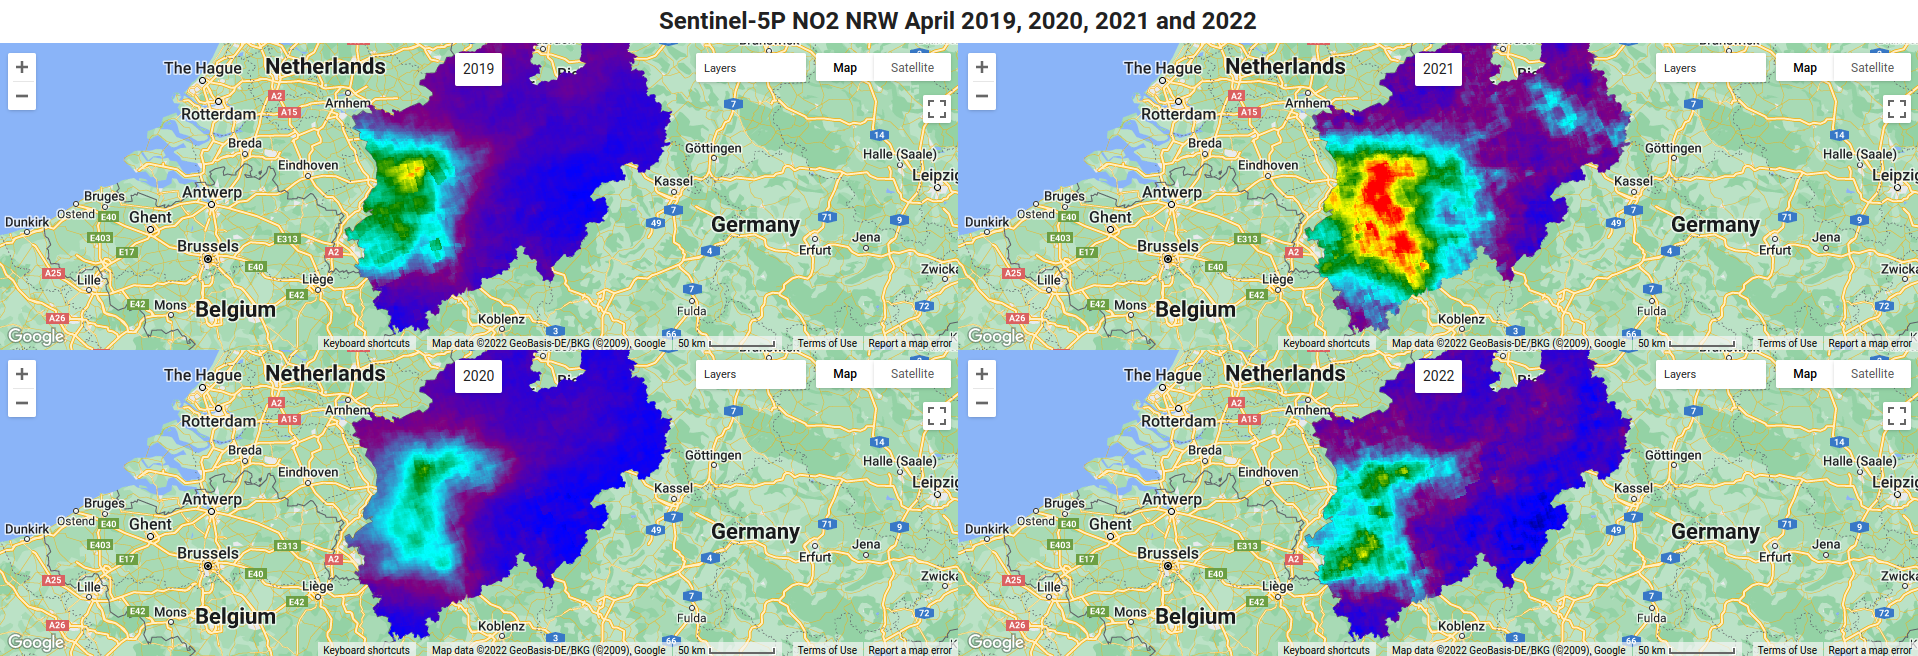 Sentinel-5P NO2 NRW April 2019, 2020, 2021 and 2022
+
−
2019
Layers
Map
Satellite
The Hague
Netherlands
Rotterdam
Arnhem
A2
A15
Breda
Eindhoven
Bruges
Antwerp
Dunkirk
Ostend
E40
Ghent
E403
E17
Brussels
E313
A2
A25
Lille
E40
Liège
E42
E42
Mons
Belgium
A26
7
14
Göttingen
Halle (Saale)
Kassel
Leipzig
49
7
Germany
71
9
4
Erfurt
Jena
Zwicka
7
72
Fulda
Koblenz
3
66
Google
Keyboard shortcuts
Map data ©2022 GeoBasis-DE/BKG (©2009), Google
50 km
Terms of Use
Report a map error
+
−
2021
Layers
Map
Satellite
The Hague
Netherlands
Rotterdam
Arnhem
A2
A15
Breda
Eindhoven
Bruges
Antwerp
Dunkirk
Ostend
E40
Ghent
E403
E17
Brussels
E313
A2
A25
Lille
E40
Liège
E42
E42
Mons
Belgium
A26
7
14
Göttingen
Halle (Saale)
Kassel
Leipzig
49
7
Germany
71
9
4
Erfurt
Jena
Zwicka
7
72
Fulda
Koblenz
3
66
Google
Keyboard shortcuts
Map data ©2022 GeoBasis-DE/BKG (©2009), Google
50 km
Terms of Use
Report a map error
+
−
2020
Layers
Map
Satellite
The Hague
Netherlands
Rotterdam
Arnhem
A2
A15
Breda
Eindhoven
Bruges
Antwerp
Dunkirk
Ostend
E40
Ghent
E403
E17
Brussels
E313
A2
A25
Lille
E40
Liège
E42
E42
Mons
Belgium
A26
7
14
Göttingen
Halle (Saale)
Kassel
Leipzig
49
7
Germany
71
9
4
Erfurt
Jena
Zwicka
7
72
Fulda
Koblenz
3
66
Google
Keyboard shortcuts
Map data ©2022 GeoBasis-DE/BKG (©2009), Google
50 km
Terms of Use
Report a map error
+
−
2022
Layers
Map
Satellite
The Hague
Netherlands
Rotterdam
Arnhem
A2
A15
Breda
Eindhoven
Bruges
Antwerp
Dunkirk
Ostend
E40
Ghent
E403
E17
Brussels
E313
A2
A25
Lille
E40
Liège
E42
E42
Mons
Belgium
A26
7
14
Göttingen
Halle (Saale)
Kassel
Leipzig
49
7
Germany
71
9
4
Erfurt
Jena
Zwicka
7
72
Fulda
Koblenz
3
66
Google
Keyboard shortcuts
Map data ©2022 GeoBasis-DE/BKG (©2009), Google
50 km
Terms of Use
Report a map error